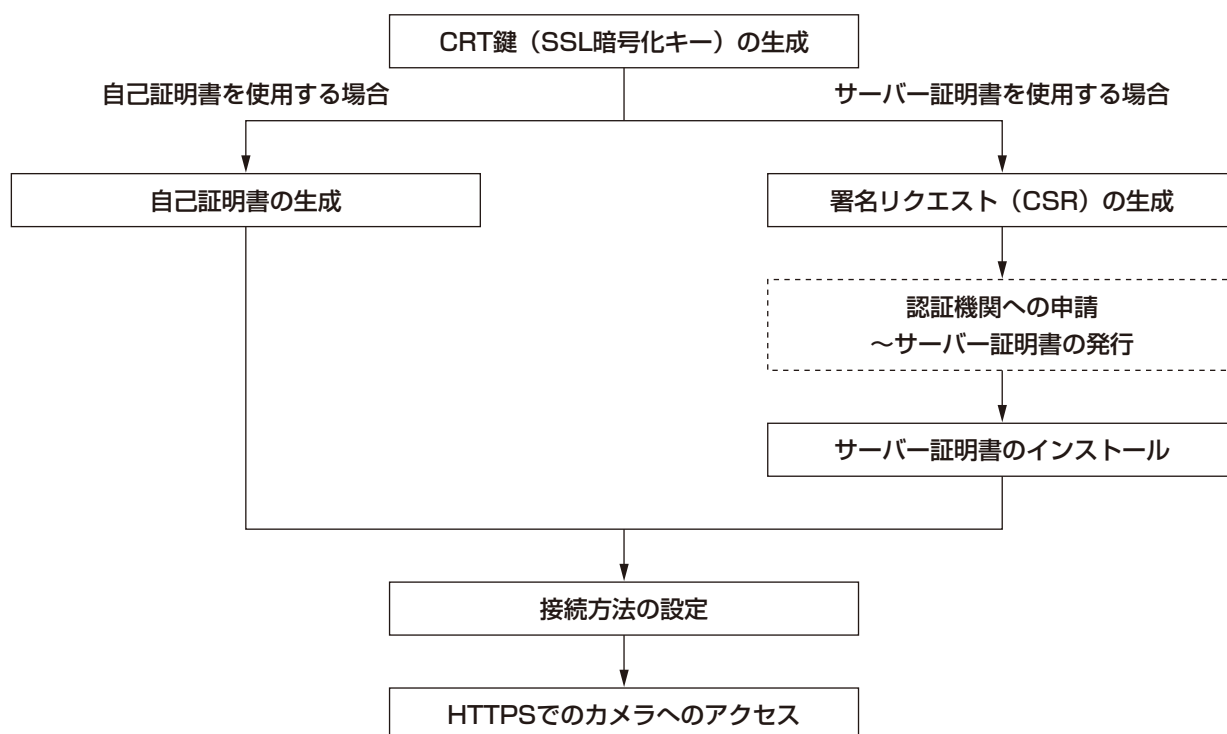 CRT鍵（SSL暗号化キー）の生成
自己証明書を使用する場合
サーバー証明書を使用する場合
自己証明書の生成
署名リクエスト（CSR）の生成
認証機関への申請
～サーバー証明書の発行
サーバー証明書のインストール
接続方法の設定
HTTPSでのカメラへのアクセス